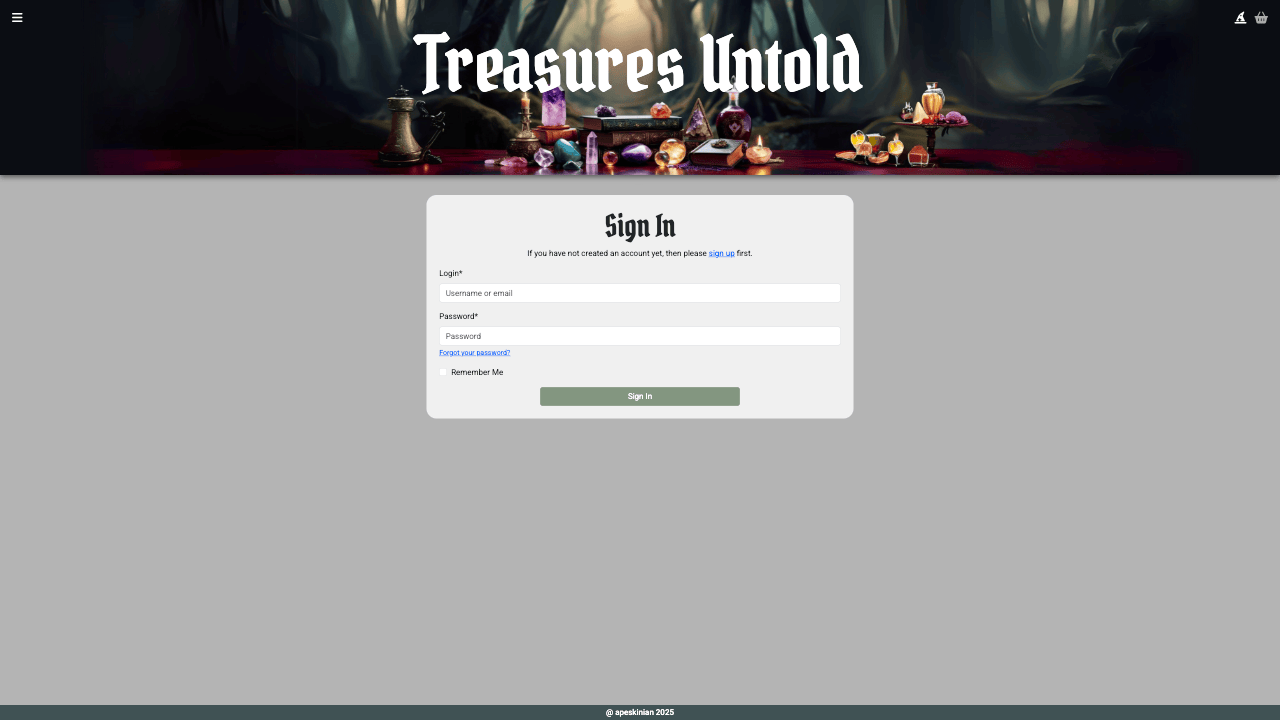 Treasures Untold
Sign In
If you have not created an account yet, then please sign up first.
Login*
Username or email
Password*
Password
Forgot your password?
Remember Me
Sign In
@ apeskinian 2025